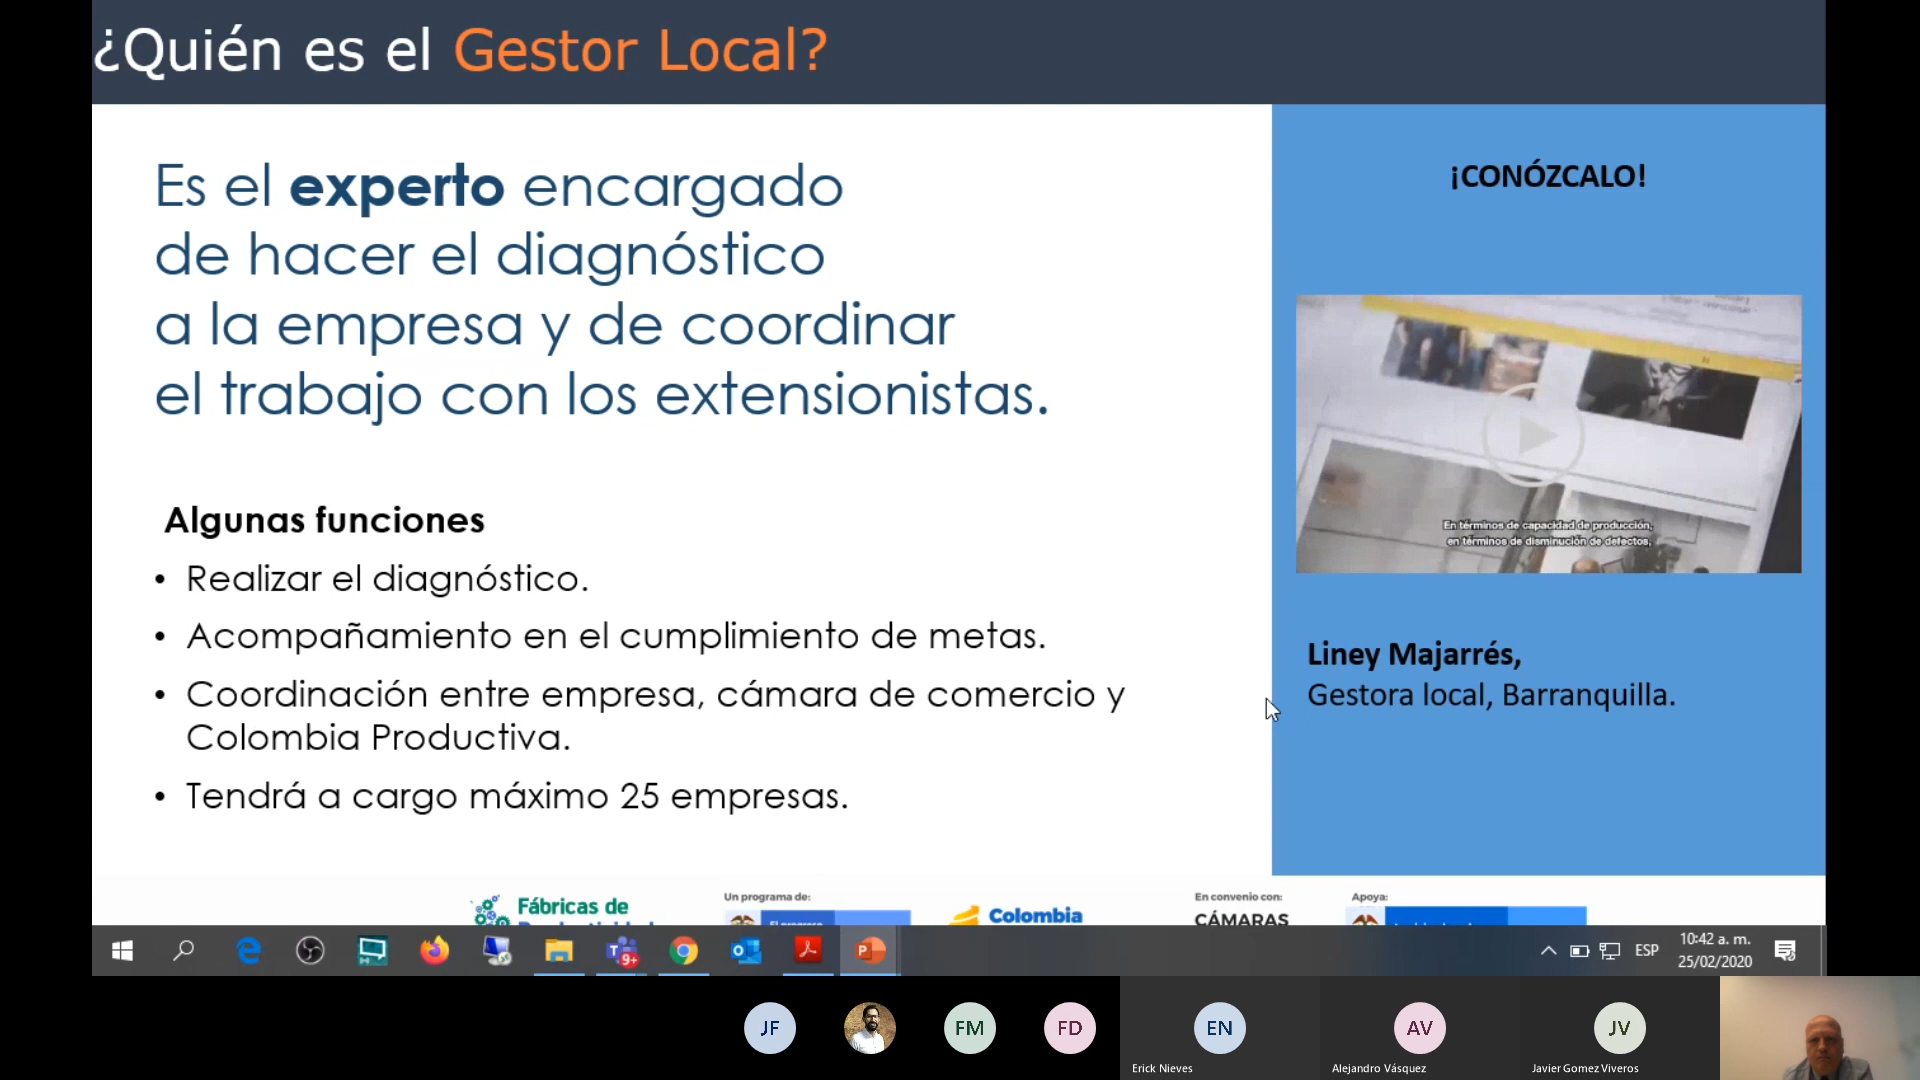 ¿Quién es el Gestor Local?
Es el experto encargado
de hacer el diagnóstico
a la empresa y de coordinar
el trabajo con los extensionistas.
Algunas funciones
• Realizar el diagnóstico.
• Acompañamiento en el cumplimiento de metas.
• Coordinación entre empresa, cámara de comercio y
Colombia Productiva.
• Tendrá a cargo máximo 25 empresas.
¡CONÓZCALO!
En términos de capacidad de producción,
en términos de disminución de defectos,
Liney Majarrés,
Gestora local, Barranquilla.
Fábricas de
Un programa de:
El progreso
Colombia
En convenio con:
CÁMARAS
Apoya:
9+
ESP
10:42 a. m.
25/02/2020
JF
FM
FD
EN
Erick Nieves
AV
Alejandro Vásquez
JV
Javier Gomez Viveros